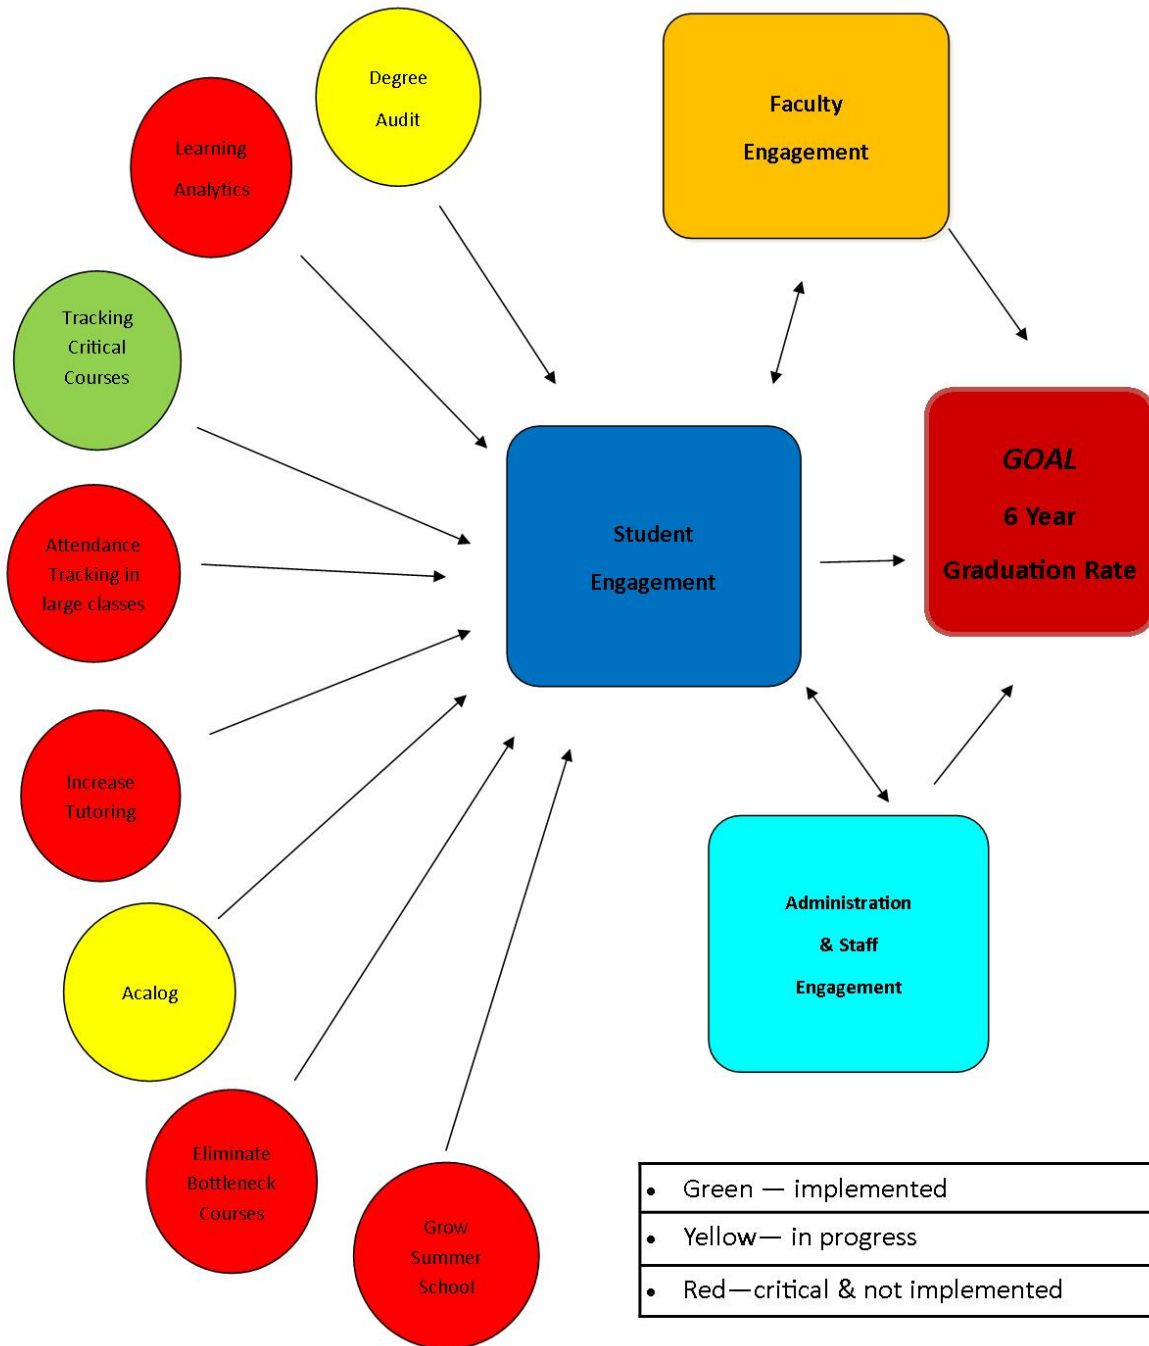 Degree
Audit
Learning
Analytics
Tracking
Critical
Courses
Attendance
Tracking in
large classes
Increase
Tutoring
Acalog
Eliminate
Bottleneck
Courses
Grow
Summer
School
Student
Engagement
Faculty
Engagement
GOAL
6 Year
Graduation Rate
Administration
& Staff
Engagement
• Green — implemented
• Yellow— in progress
• Red—critical & not implemented